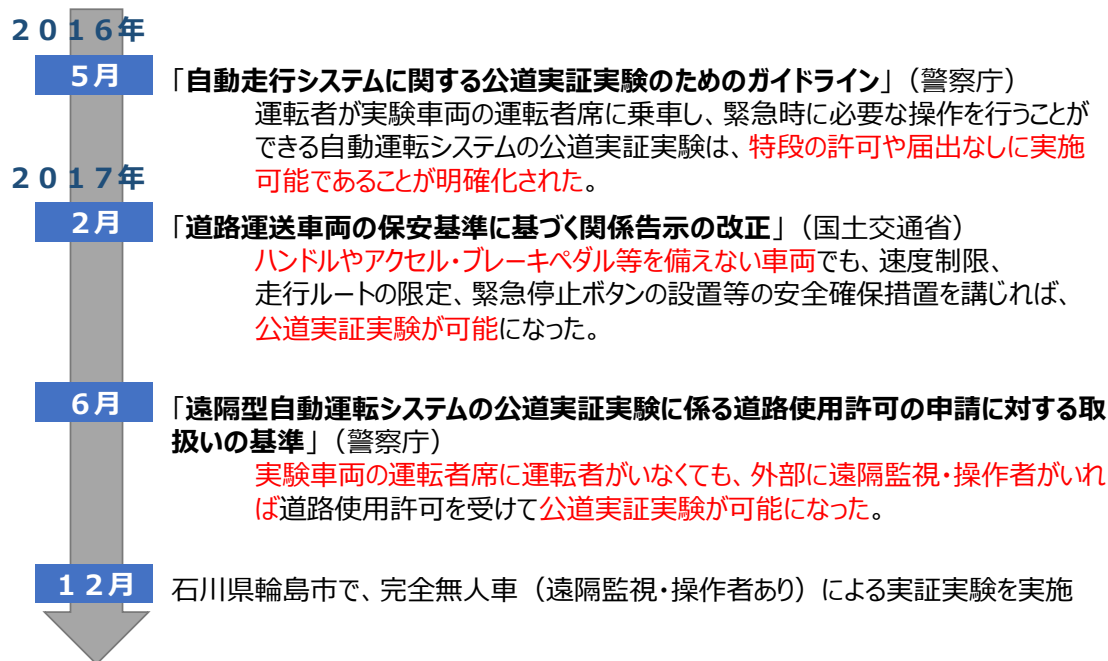 ２０１６年
５月
「自動走行システムに関する公道実証実験のためのガイドライン」（警察庁）
運転者が実験車両の運転者席に乗車し、緊急時に必要な操作を行うことが
できる自動運転システムの公道実証実験は、特段の許可や届出なしに実施
可能であることが明確化された。
２０１７年
２月
「道路運送車両の保安基準に基づく関係告示の改正」（国土交通省）
ハンドルやアクセル・ブレーキペダル等を備えない車両でも、速度制限、
走行ルートの限定、緊急停止ボタンの設置等の安全確保措置を講じれば、
公道実証実験が可能になった。
６月
「遠隔型自動運転システムの公道実証実験に係る道路使用許可の申請に対する取
扱いの基準」（警察庁）
実験車両の運転者席に運転者がいなくても、外部に遠隔監視・操作者がいれ
ば道路使用許可を受けて公道実証実験が可能になった。
１２月
石川県輪島市で、完全無人車（遠隔監視・操作者あり）による実証実験を実施